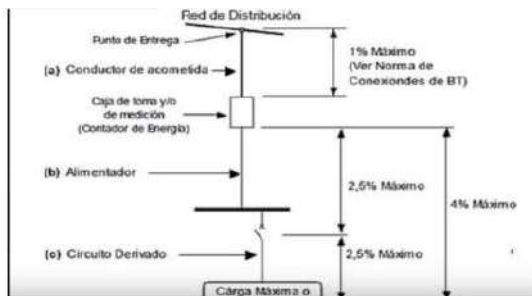 Red de Distribución
Punto de Entrega
1% Máximo
(Ver Norma de
Conexiondes de BT)
(a) Conductor de acometida
Caja de toma y/o
de medición
(Contador de Energía)
(b) Alimentador
2,5% Máximo
4% Máximo
(c) Circuito Derivado
2,5% Máximo
Cárga Máxima o